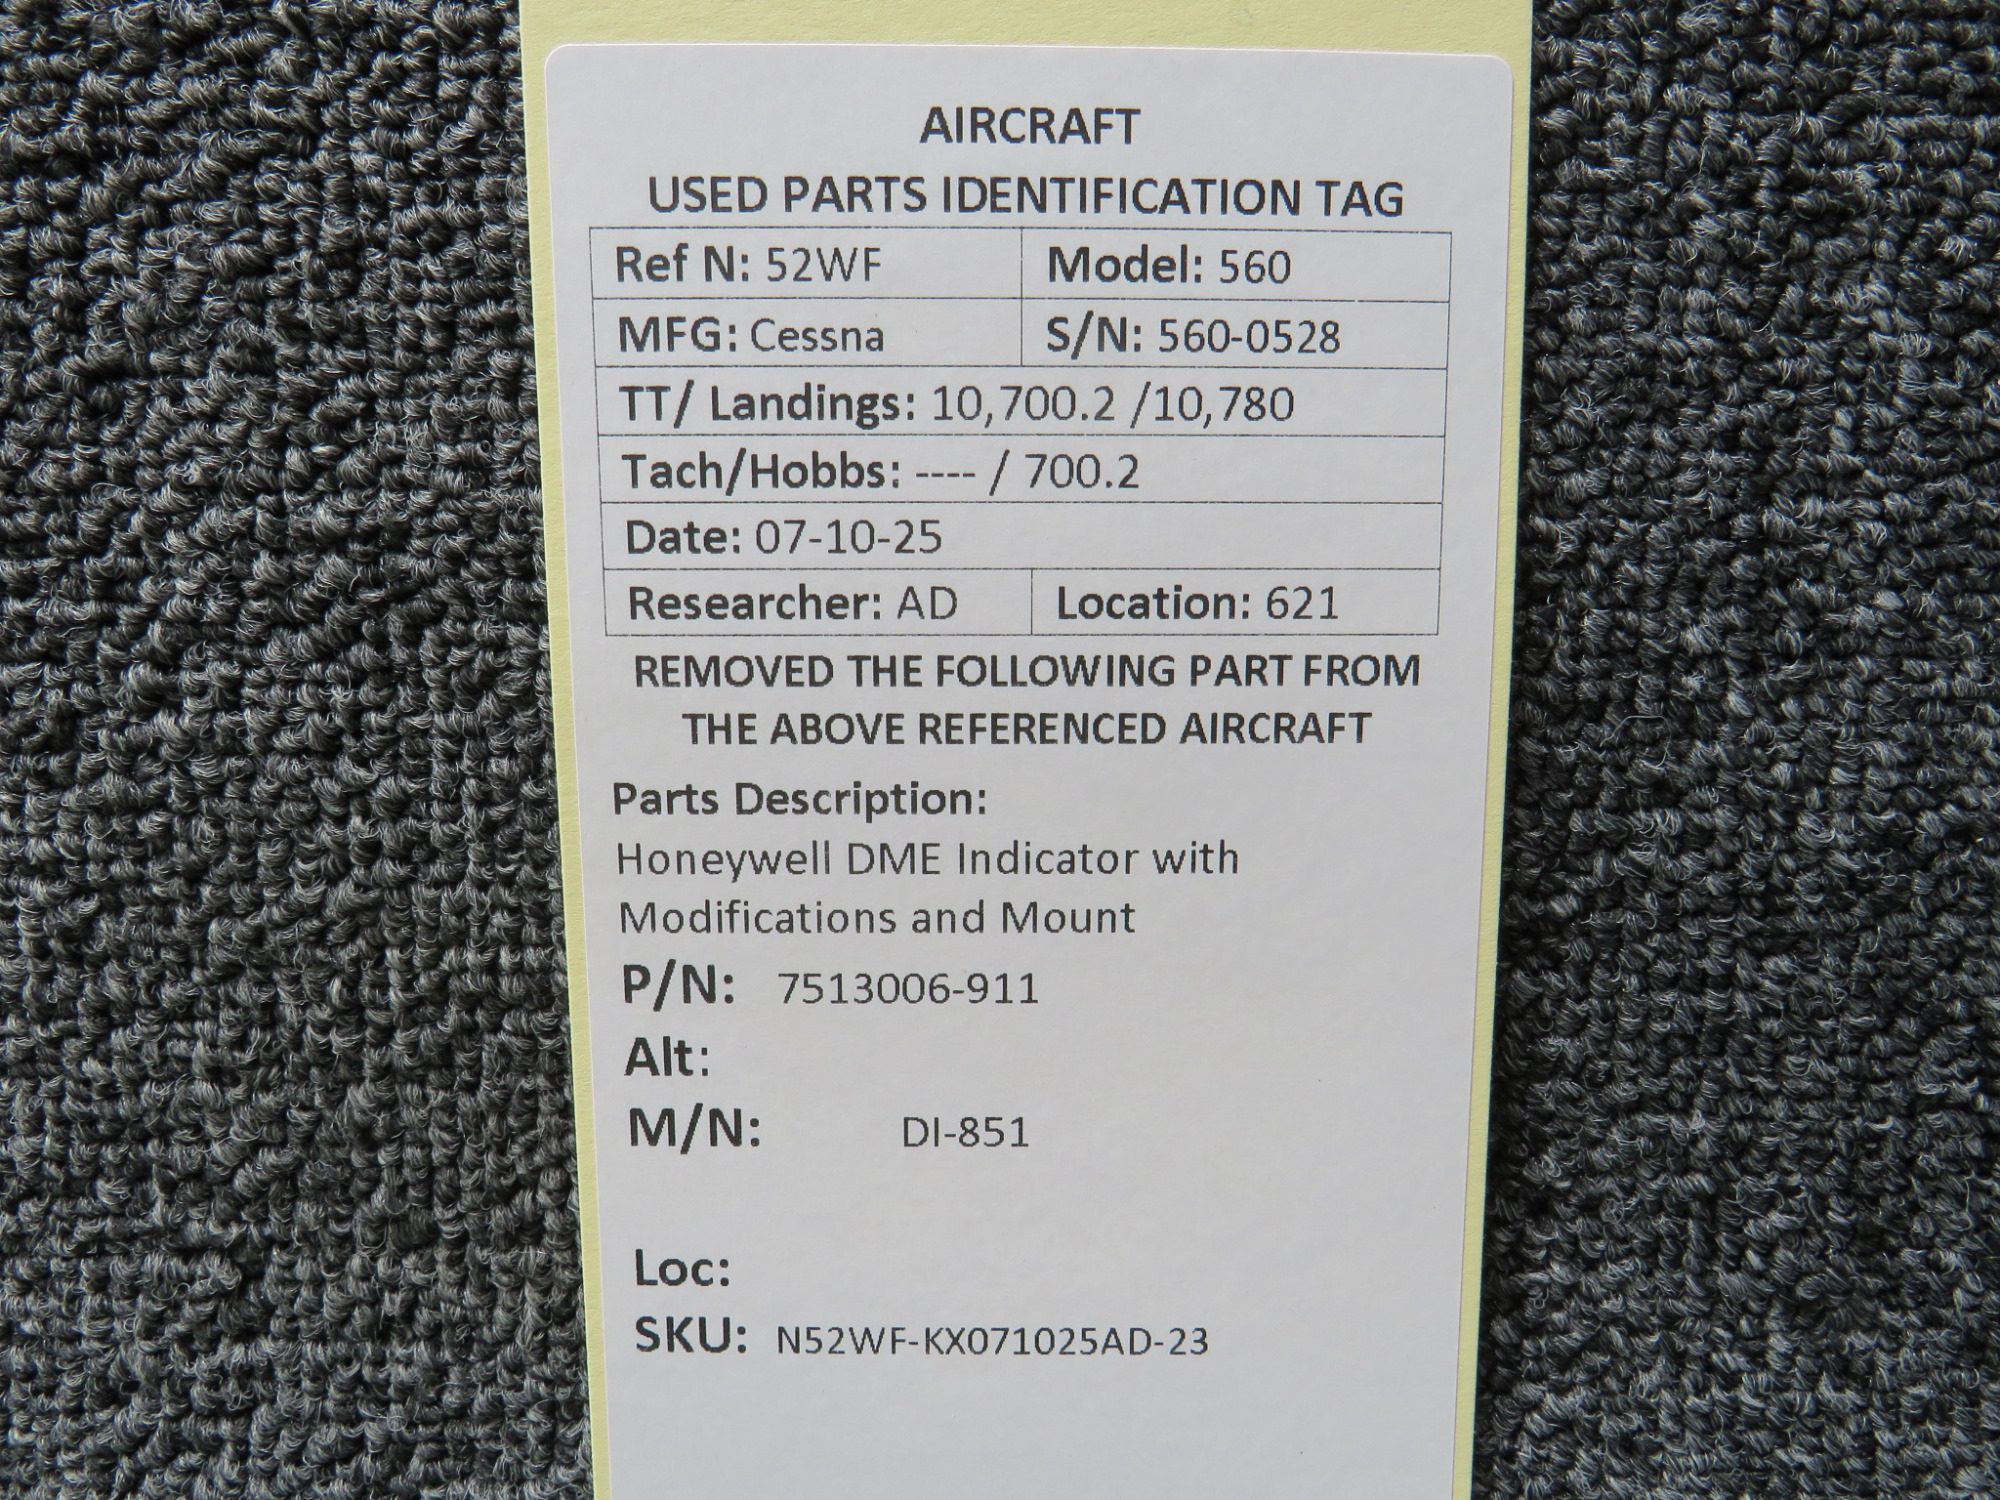 AIRCRAFT
USED PARTS IDENTIFICATION TAG
Ref N: 52WF Model: 560
MFG: Cessna S/N: 560-0528
TT/ Landings: 10,700.2 /10,780
Tach/Hobbs: ---- / 700.2
Date: 07-10-25
Researcher: AD Location: 621
REMOVED THE FOLLOWING PART FROM
THE ABOVE REFERENCED AIRCRAFT
Parts Description:
Honeywell DME Indicator with
Modifications and Mount
P/N: 7513006-911
Alt:
M/N: DI-851
Loc:
SKU: N52WF-KX071025AD-23